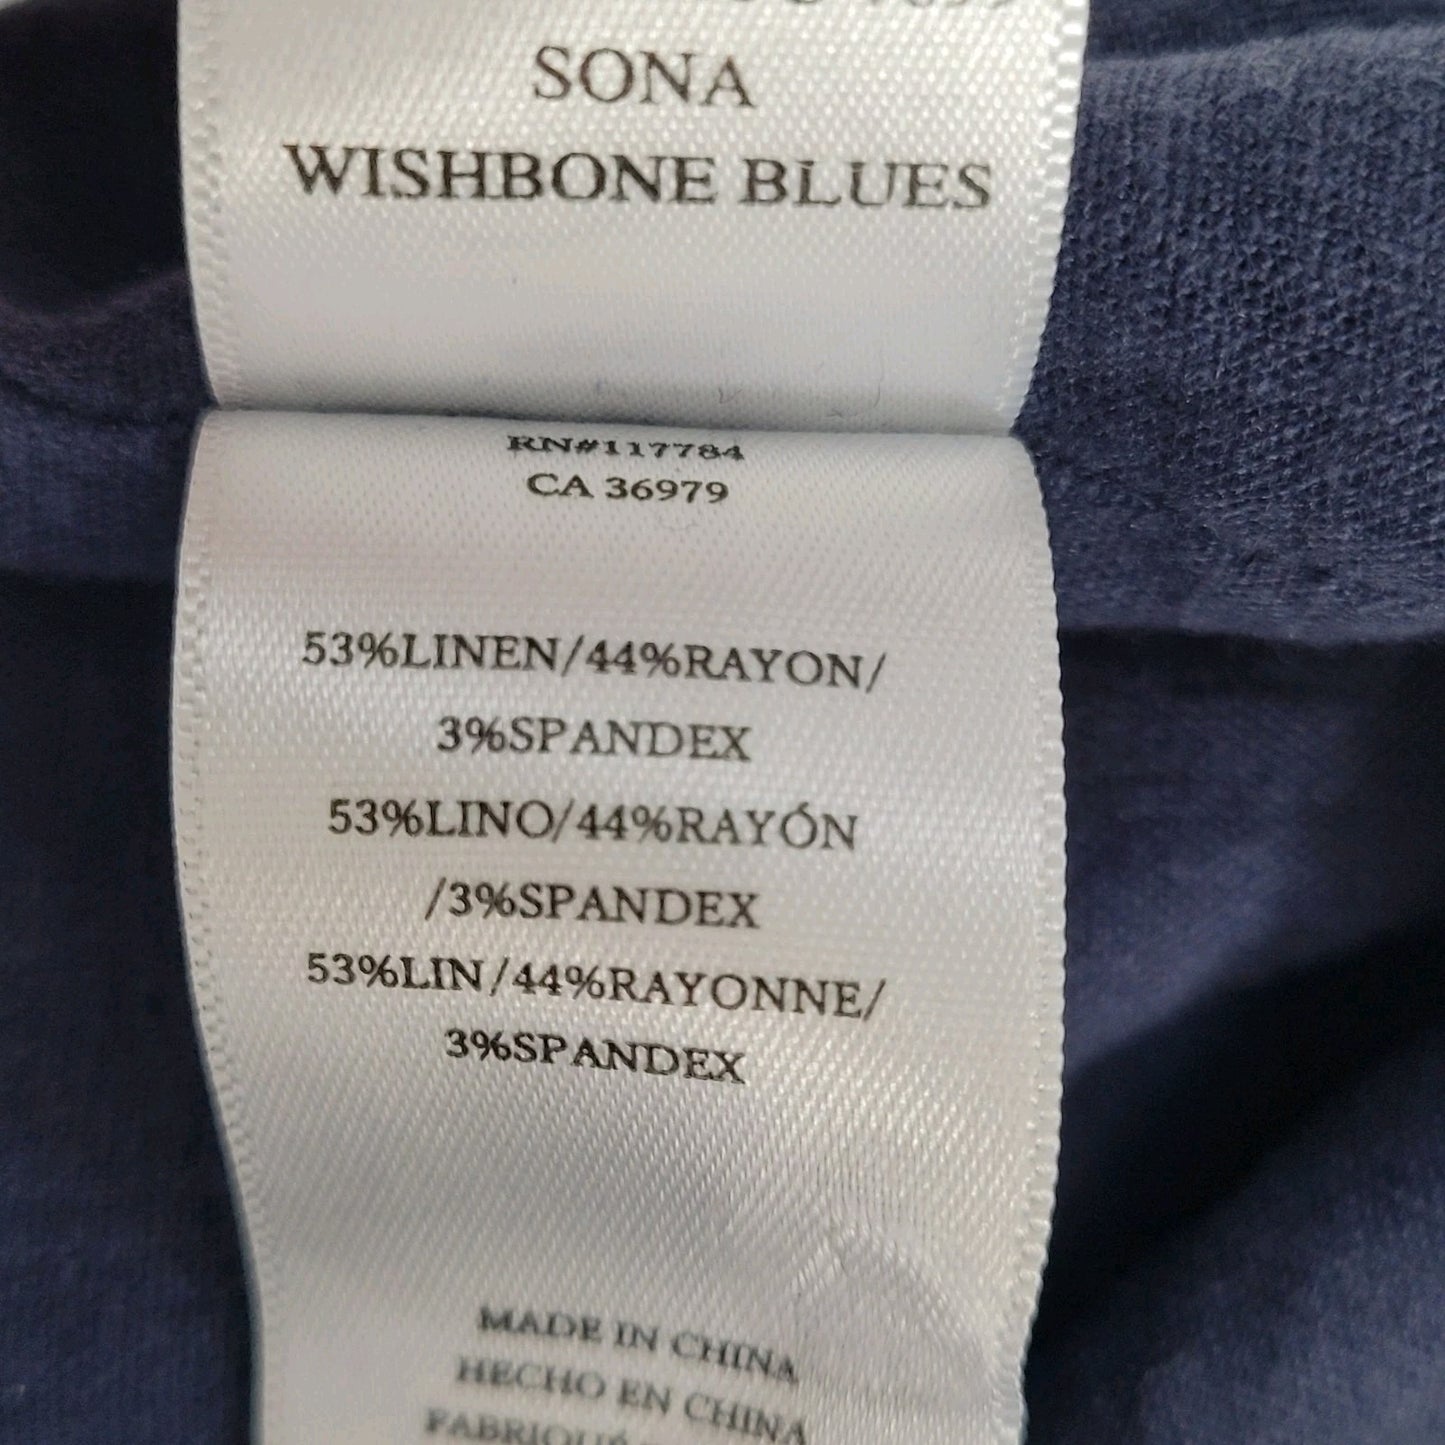 SONA
WISHBONE BLUES
RN#117784
CA 36979
53%LINEN/44%RAYON/
3%SPANDEX
53%LINO/44%RAYÓN
/3%SPANDEX
53%LIN/44%RAYONNE/
3%SPANDEX
MADE IN CHINA
HECHO EN CHINA
FABRIQUÉ